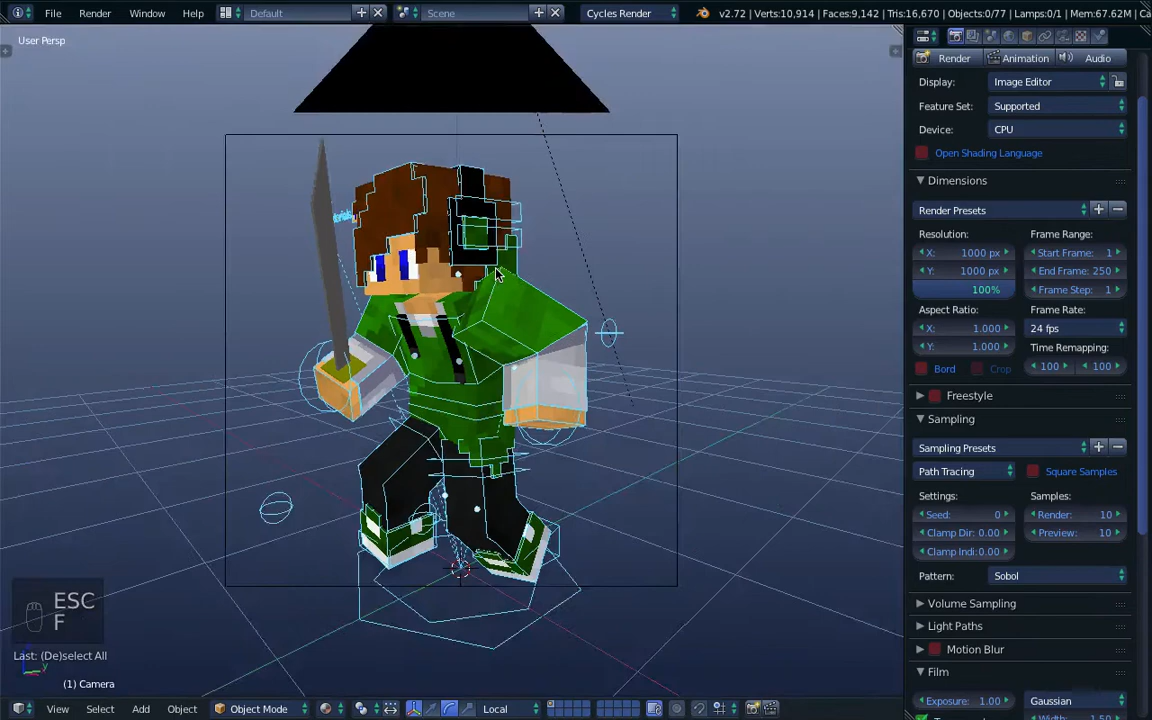 File Render Window Help Default Scene Cycles Render v2.72 | Verts:10,914 | Faces:9,142 | Tris:16,670 | Objects:0/77 | Lamps:0/1 | Mem:67.62M | Ca
User Persp
Render Animation Audio
Display: Image Editor
Feature Set: Supported
Device: CPU
Open Shading Language
Dimensions
Render Presets
Resolution: Frame Range:
X: 1000 px Start Frame: 1
Y: 1000 px End Frame: 250
100% Frame Step: 1
Aspect Ratio: Frame Rate:
X: 1.000 24 fps
Y: 1.000 Time Remapping:
100 100
Bord Crop
Freestyle
Sampling
Sampling Presets
Path Tracing Square Samples
Settings: Samples:
Seed: 0 Render: 10
Clamp Dir: 0.00 Preview: 10
Clamp Indi:0.00
Pattern: Sobol
Volume Sampling
Light Paths
Motion Blur
Film
Exposure: 1.00 Gaussian
ESC
F
Last: (De)select All
y
(1) Camera
View Select Add Object Object Mode Local